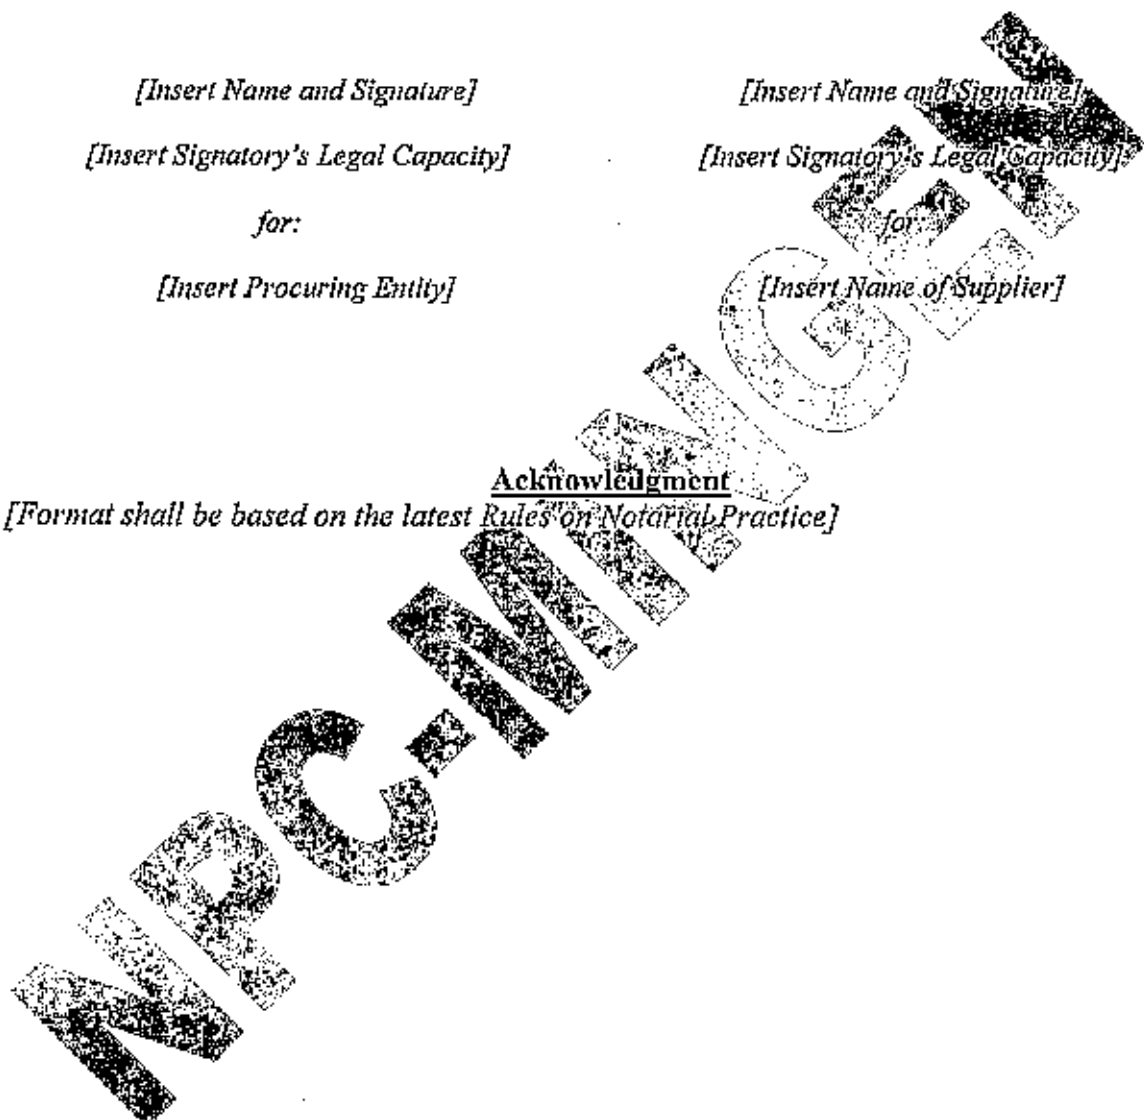 [Insert Name and Signature] [Insert Name and Signature]
[Insert Signatory's Legal Capacity] [Insert Signatory's Legal Capacity]
for: for:
[Insert Procuring Entity] [Insert Name of Supplier]
Acknowledgment
[Format shall be based on the latest Rules on Notarial Practice]
NPC-MINGEN